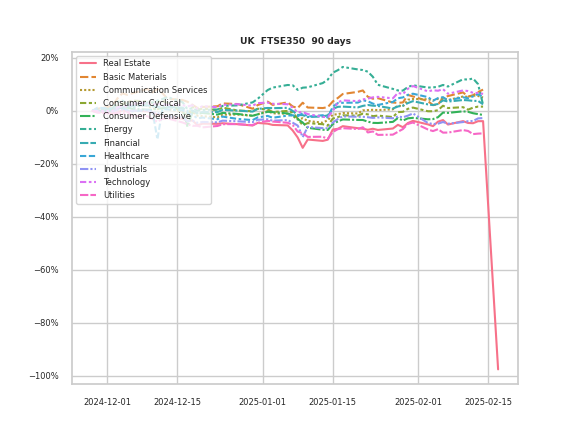 UK FTSE350 90 days
Real Estate
Basic Materials
Communication Services
Consumer Cyclical
Consumer Defensive
Energy
Financial
Healthcare
Industrials
Technology
Utilities
20%
0%
−20%
−40%
−60%
−80%
−100%
2024-12-01 2024-12-15 2025-01-01 2025-01-15 2025-02-01 2025-02-15